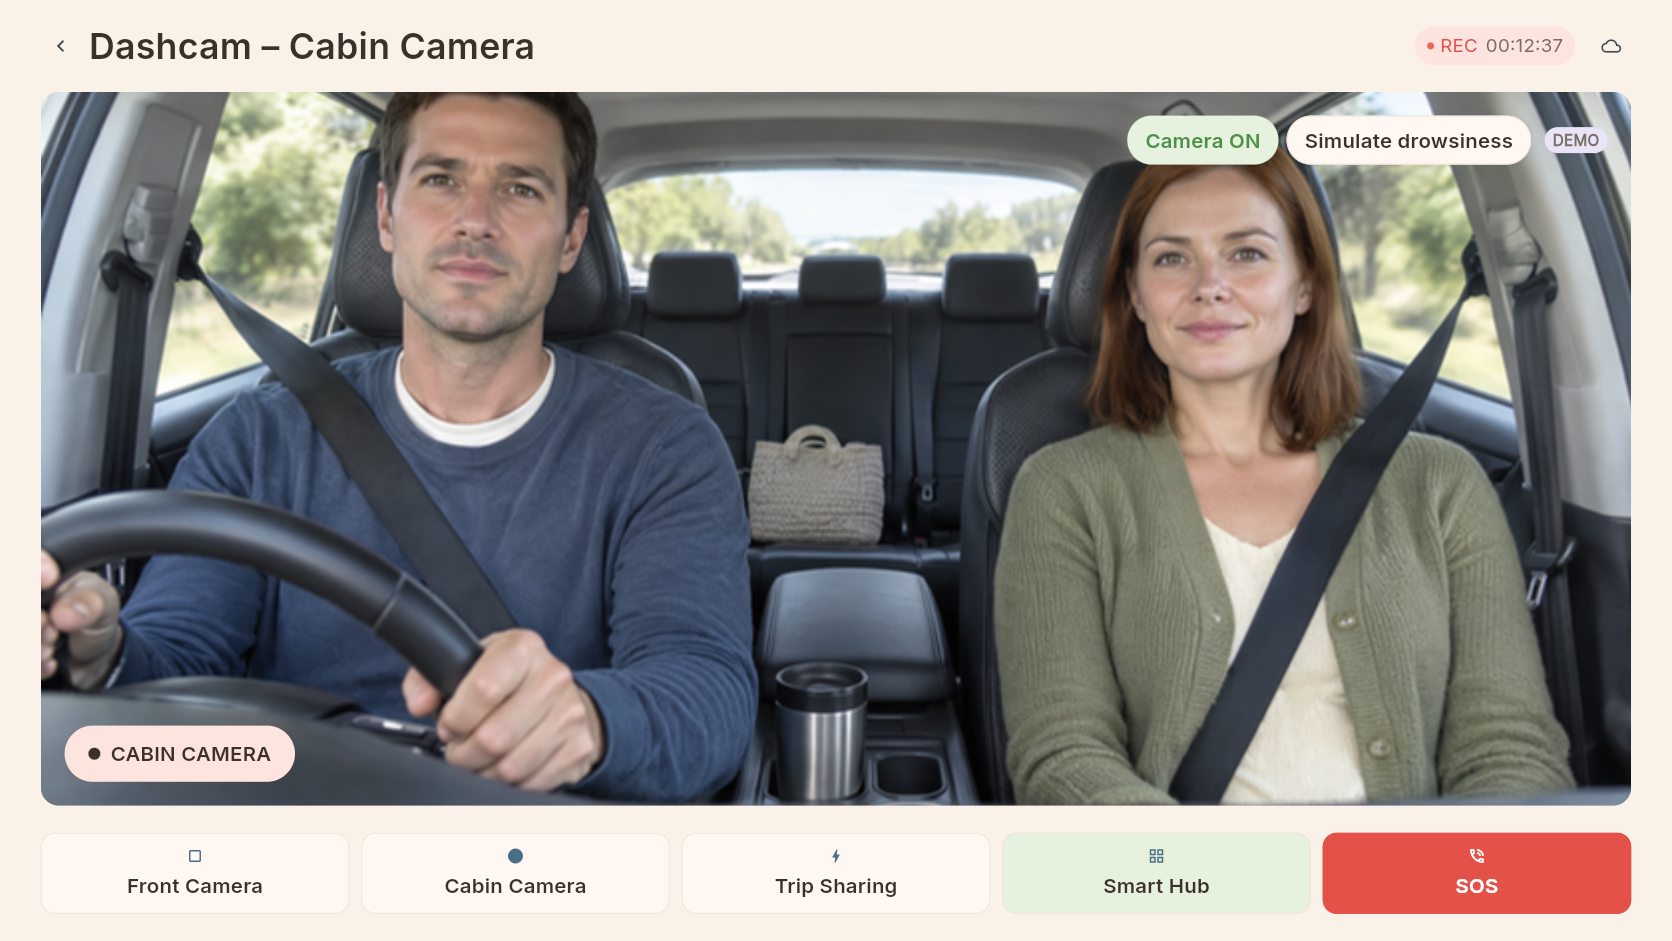 Dashcam – Cabin Camera
REC 00:12:37
Camera ON
Simulate drowsiness
DEMO
CABIN CAMERA
Front Camera
Cabin Camera
Trip Sharing
Smart Hub
SOS